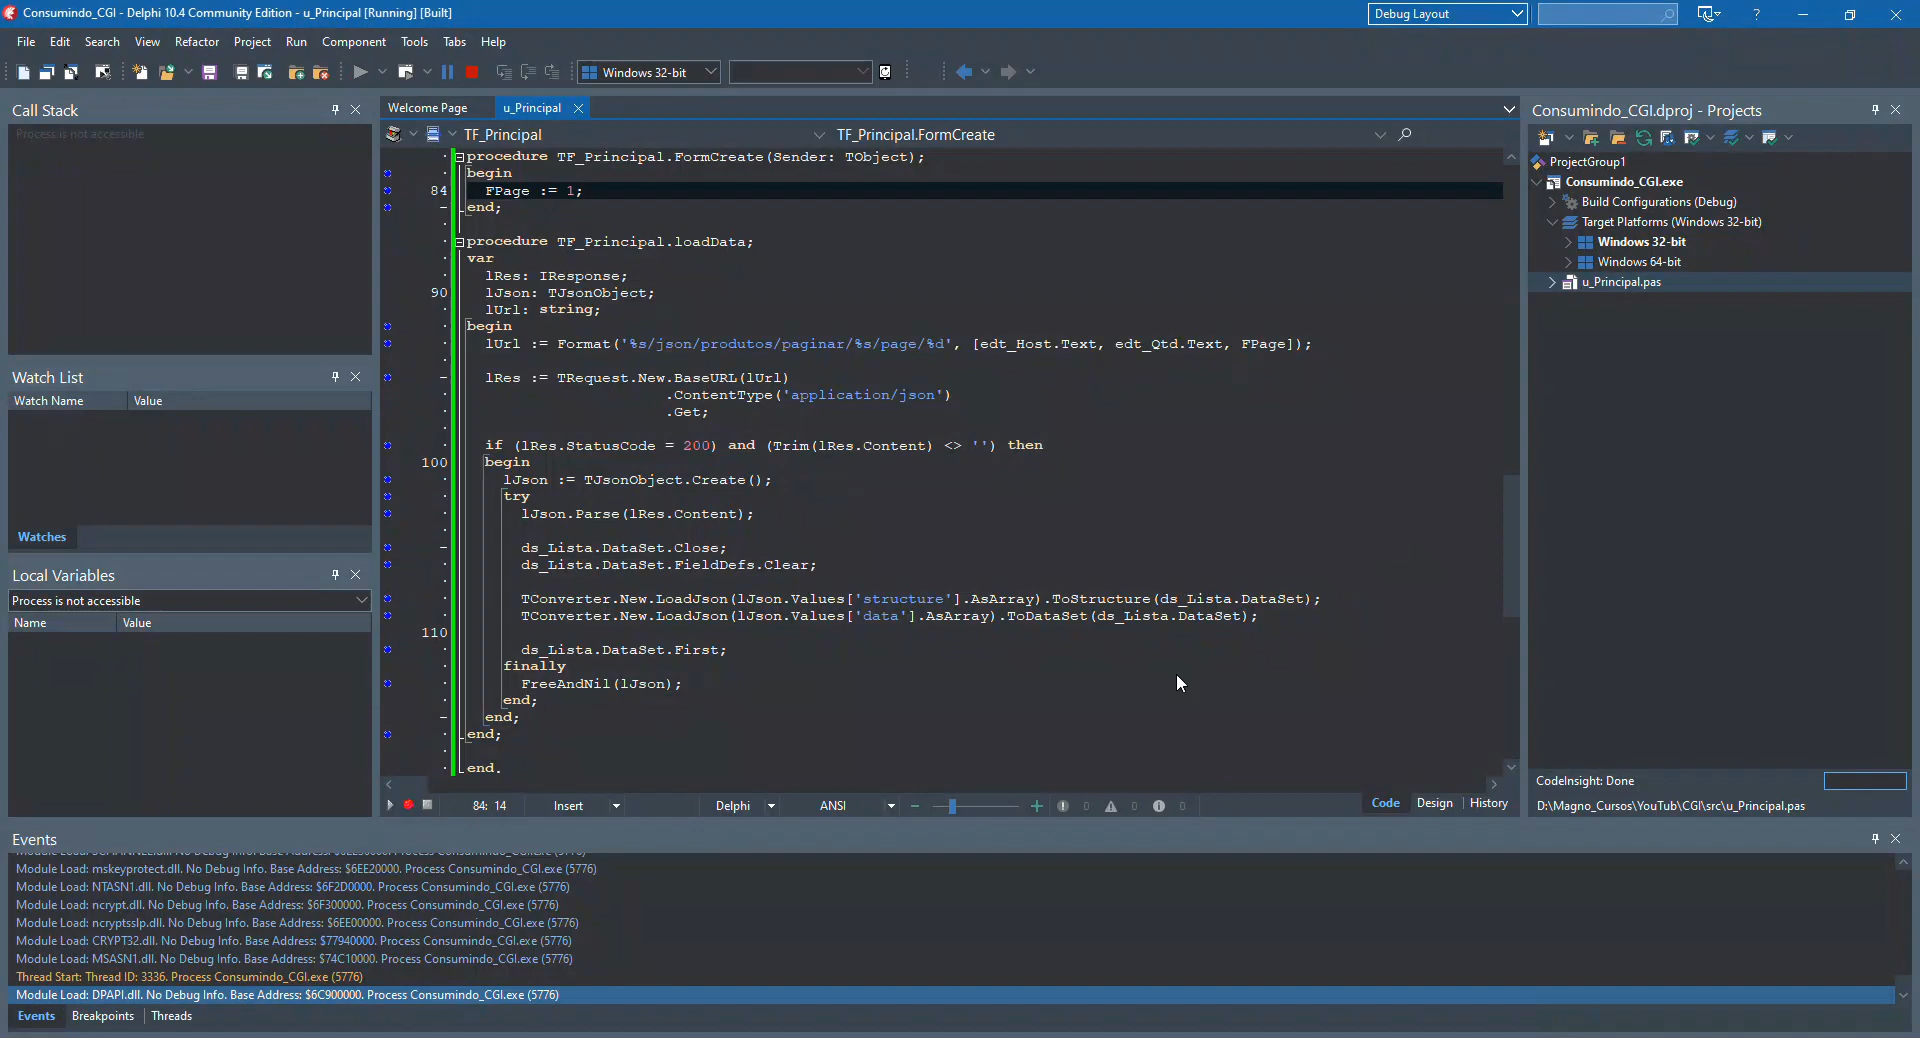 Consumindo_CGI - Delphi 10.4 Community Edition - u_Principal [Running] [Built]
Debug Layout
?
File Edit Search View Refactor Project Run Component Tools Tabs Help
Windows 32-bit
Call Stack
Process is not accessible
Watch List
Watch Name Value
Watches
Local Variables
Process is not accessible
Name Value
Welcome Page u_Principal
TF_Principal TF_Principal.FormCreate
procedure TF_Principal.FormCreate(Sender: TObject);
begin
84 FPage := 1;
end;
procedure TF_Principal.loadData;
var
lRes: IResponse;
90 lJson: TJsonObject;
lUrl: string;
begin
lUrl := Format('%s/json/produtos/paginar/%s/page/%d', [edt_Host.Text, edt_Qtd.Text, FPage]);
lRes := TRequest.New.BaseURL(lUrl)
.ContentType('application/json')
.Get;
if (lRes.StatusCode = 200) and (Trim(lRes.Content) <> '') then
100 begin
lJson := TJsonObject.Create();
try
lJson.Parse(lRes.Content);
ds_Lista.DataSet.Close;
ds_Lista.DataSet.FieldDefs.Clear;
TConverter.New.LoadJson(lJson.Values['structure'].AsArray).ToStructure(ds_Lista.DataSet);
TConverter.New.LoadJson(lJson.Values['data'].AsArray).ToDataSet(ds_Lista.DataSet);
110
ds_Lista.DataSet.First;
finally
FreeAndNil(lJson);
end;
end;
end;
end.
84: 14 Insert Delphi ANSI 0 0 0 Code Design History
Consumindo_CGI.dproj - Projects
ProjectGroup1
Consumindo_CGI.exe
Build Configurations (Debug)
Target Platforms (Windows 32-bit)
Windows 32-bit
Windows 64-bit
u_Principal.pas
CodeInsight: Done
D:\Magno_Cursos\YouTub\CGI\src\u_Principal.pas
Events
Module Load: mskeyprotect.dll. No Debug Info. Base Address: $6EE20000. Process Consumindo_CGI.exe (5776)
Module Load: NTASN1.dll. No Debug Info. Base Address: $6F2D0000. Process Consumindo_CGI.exe (5776)
Module Load: ncrypt.dll. No Debug Info. Base Address: $6F300000. Process Consumindo_CGI.exe (5776)
Module Load: ncryptsslp.dll. No Debug Info. Base Address: $6EE00000. Process Consumindo_CGI.exe (5776)
Module Load: CRYPT32.dll. No Debug Info. Base Address: $77940000. Process Consumindo_CGI.exe (5776)
Module Load: MSASN1.dll. No Debug Info. Base Address: $74C10000. Process Consumindo_CGI.exe (5776)
Thread Start: Thread ID: 3336. Process Consumindo_CGI.exe (5776)
Module Load: DPAPI.dll. No Debug Info. Base Address: $6C900000. Process Consumindo_CGI.exe (5776)
Events Breakpoints Threads